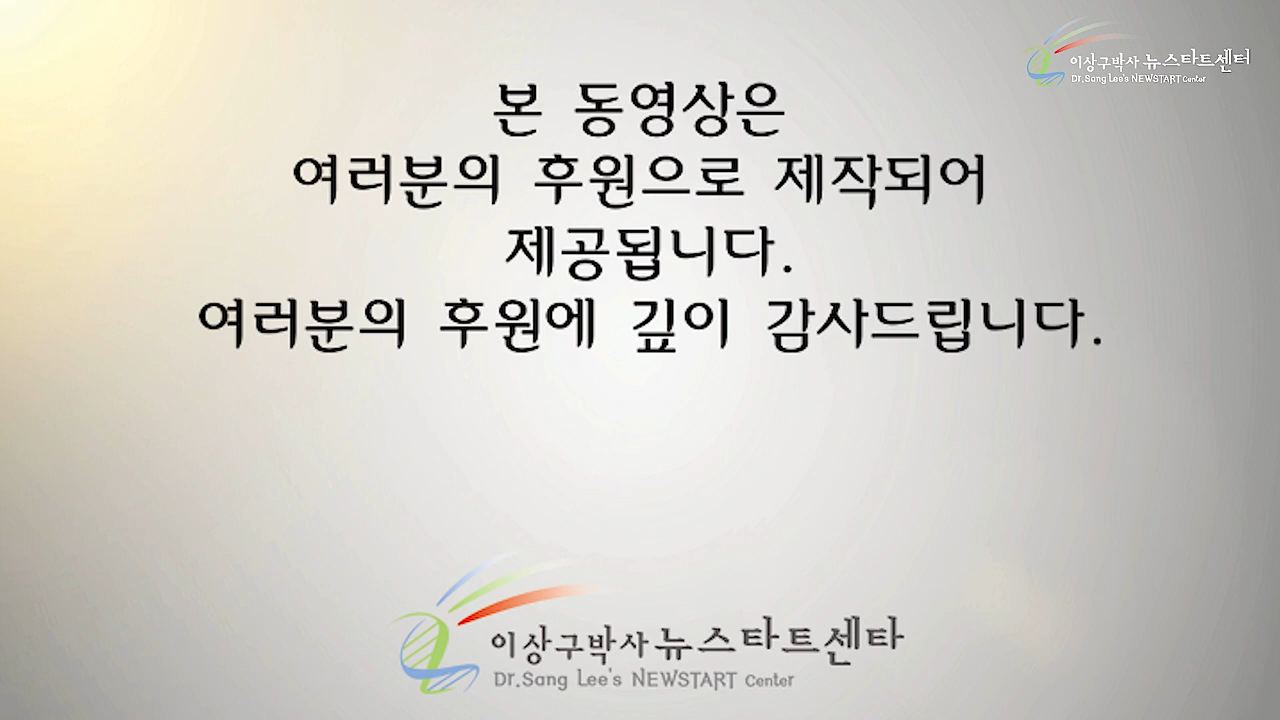 이상구박사 뉴스타트센터
Dr.Sang Lee's NEWSTART Center
본 동영상은
여러분의 후원으로 제작되어
제공됩니다.
여러분의 후원에 깊이 감사드립니다.
이상구박사 뉴스타트센타
Dr.Sang Lee's NEWSTART Center